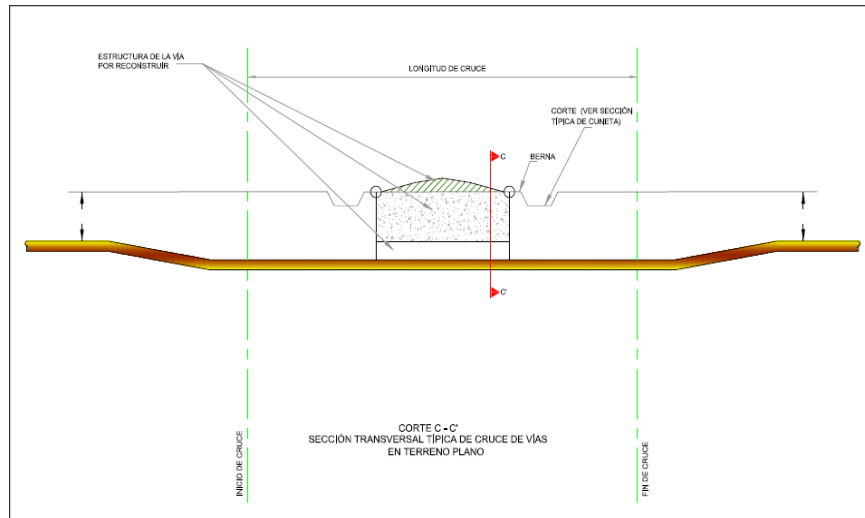 ESTRUCTURA DE LA VÍA
POR RECONSTRUIR
LONGITUD DE CRUCE
CORTE (VER SECCIÓN
TÍPICA DE CUNETA)
C
BERNA
C'
CORTE C - C'
SECCIÓN TRANSVERSAL TÍPICA DE CRUCE DE VÍAS
EN TERRENO PLANO
INICIO DE CRUCE
FIN DE CRUCE